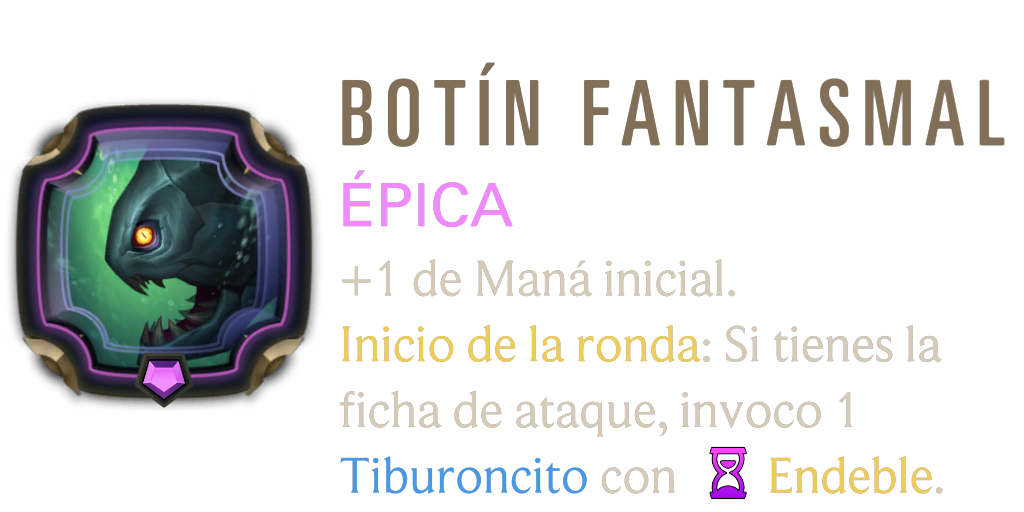 BOTÍN FANTASMAL
ÉPICA
+1 de Maná inicial.
Inicio de la ronda: Si tienes la
ficha de ataque, invoco 1
Tiburoncito con Endeble.